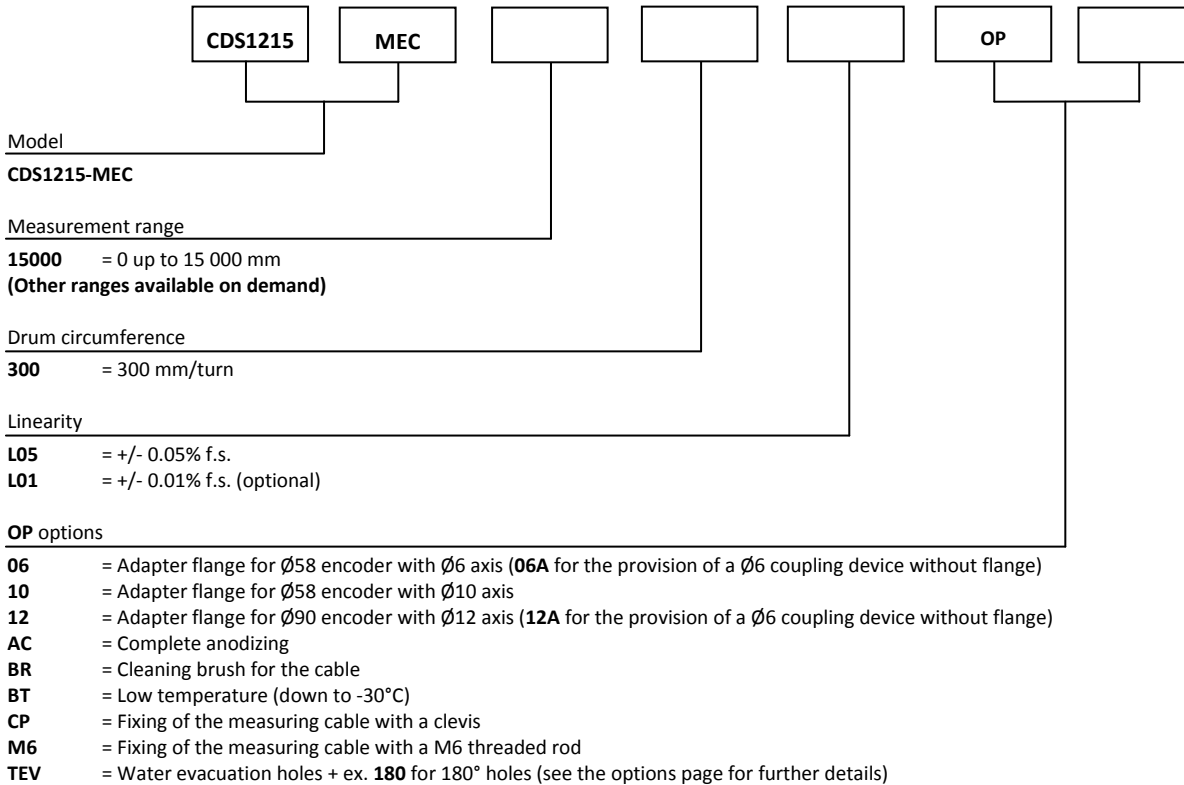 CDS1215 MEC OP
Model
CDS1215-MEC
Measurement range
15000 = 0 up to 15 000 mm
(Other ranges available on demand)
Drum circumference
300 = 300 mm/turn
Linearity
L05 = +/- 0.05% f.s.
L01 = +/- 0.01% f.s. (optional)
OP options
06 = Adapter flange for Ø58 encoder with Ø6 axis (06A for the provision of a Ø6 coupling device without flange)
10 = Adapter flange for Ø58 encoder with Ø10 axis
12 = Adapter flange for Ø90 encoder with Ø12 axis (12A for the provision of a Ø6 coupling device without flange)
AC = Complete anodizing
BR = Cleaning brush for the cable
BT = Low temperature (down to -30°C)
CP = Fixing of the measuring cable with a clevis
M6 = Fixing of the measuring cable with a M6 threaded rod
TEV = Water evacuation holes + ex. 180 for 180° holes (see the options page for further details)